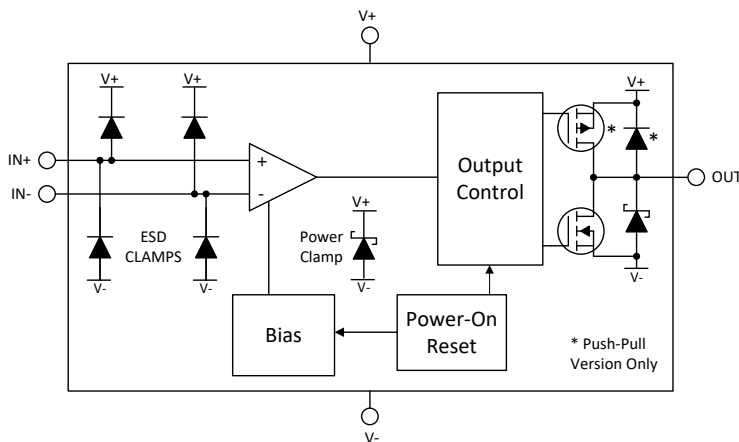 V+
V+
V+
V+
*
*
IN+
IN-
+
-
Output
Control
OUT
ESD
CLAMPS
Power
Clamp
V+
V-
V-
V-
V-
Bias
Power-On
Reset
* Push-Pull
Version Only
V-